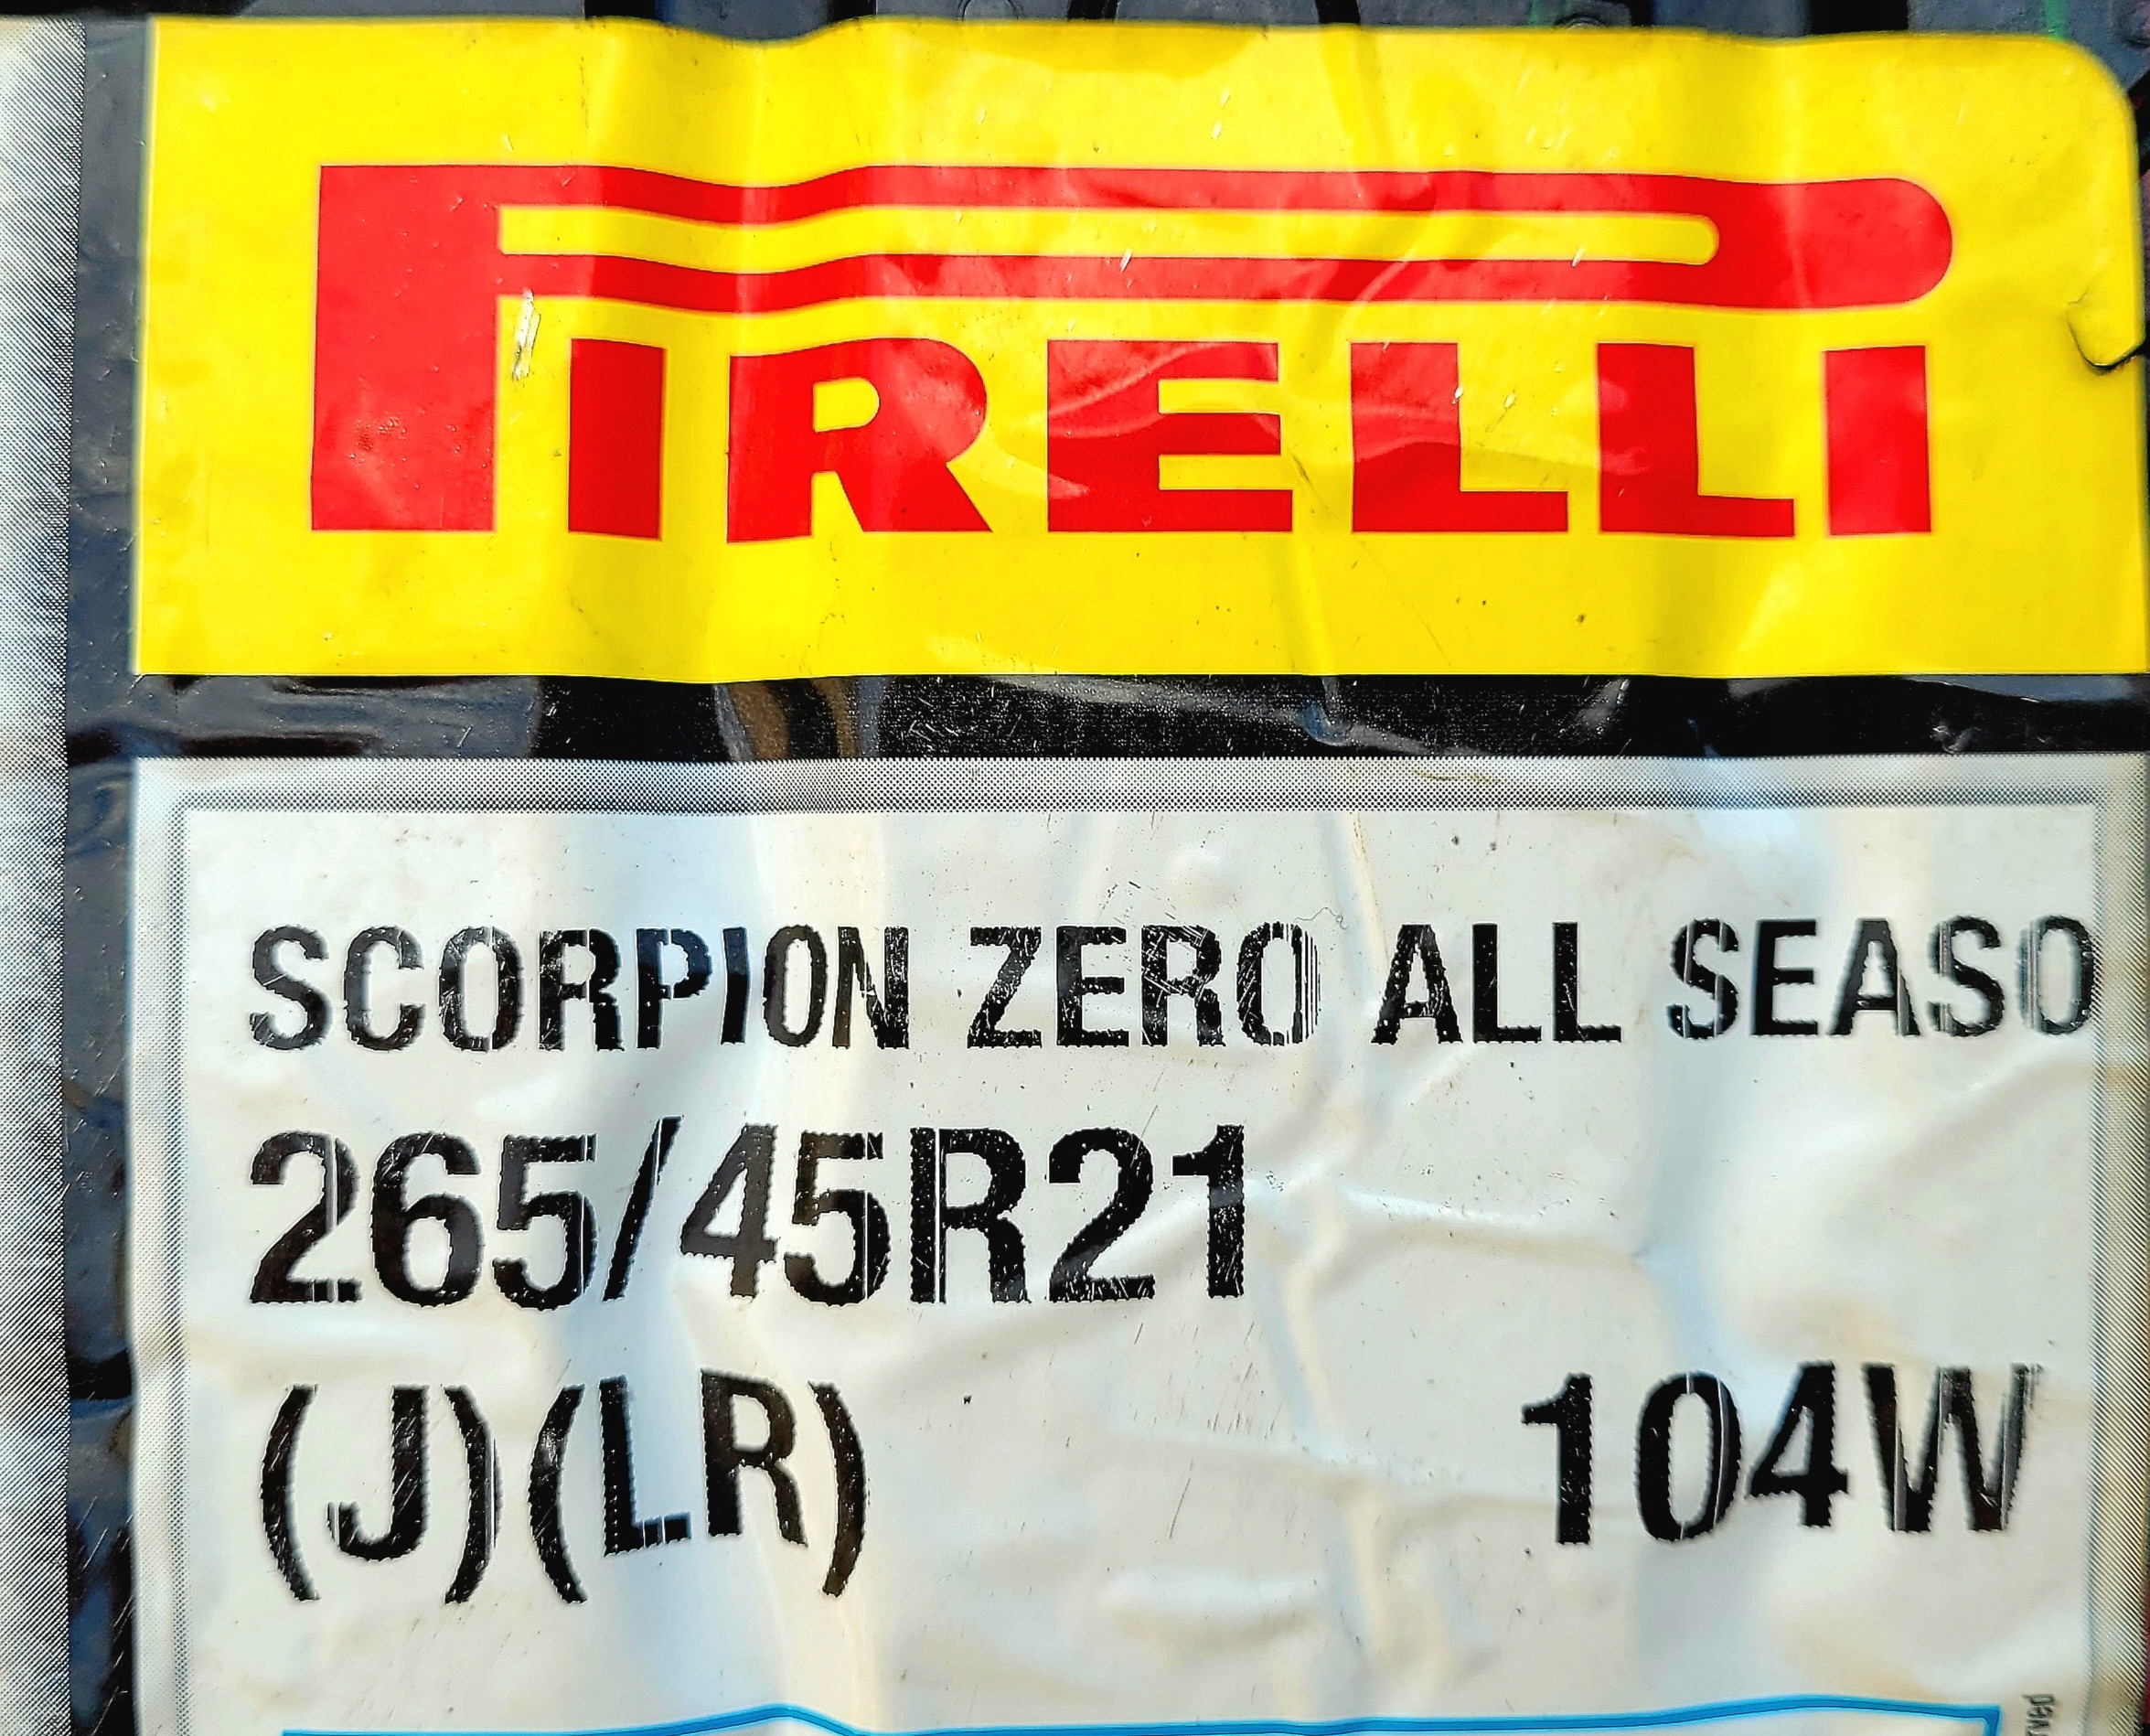 PIRELLI
SCORPION ZERO ALL SEASO
265/45R21
(J)(LR) 104W